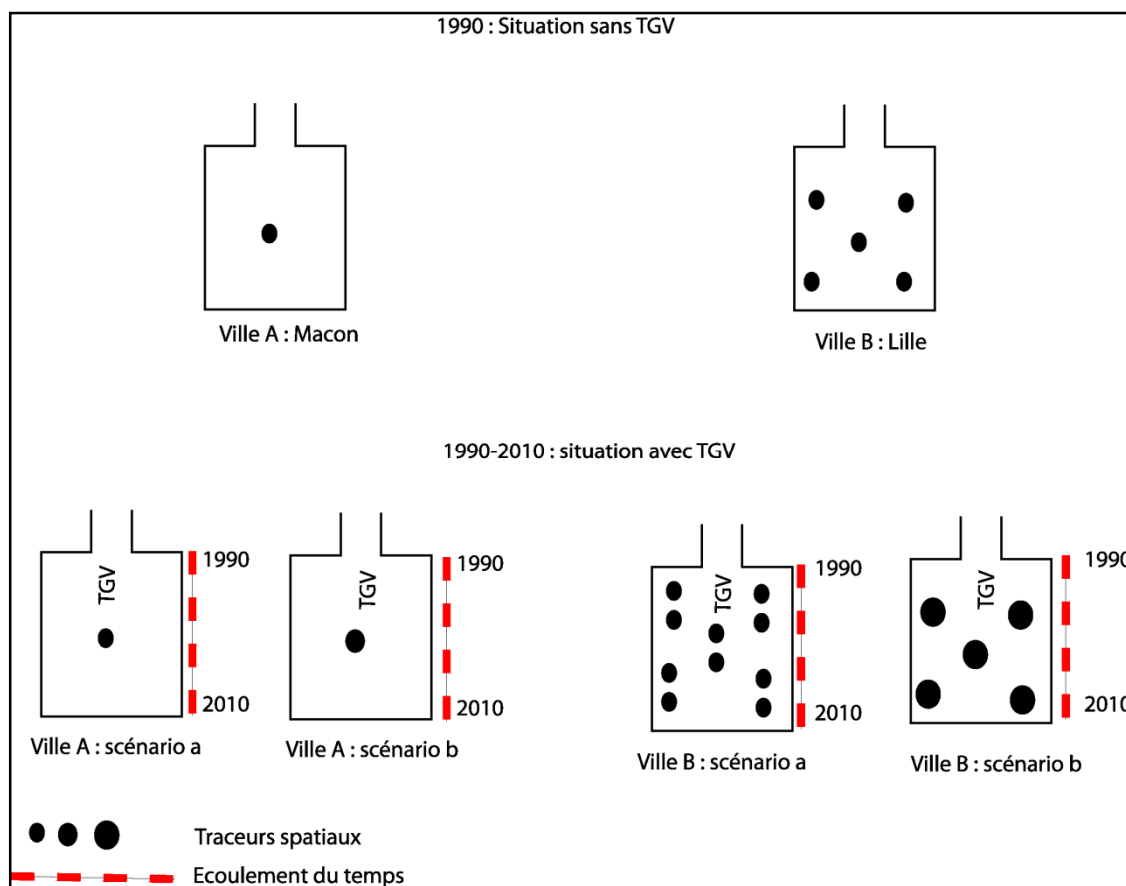 1990 : Situation sans TGV
Ville A : Macon
Ville B : Lille
1990-2010 : situation avec TGV
TGV
1990
2010
Ville A : scénario a
TGV
1990
2010
Ville A : scénario b
TGV
1990
2010
Ville B : scénario a
TGV
1990
2010
Ville B : scénario b
Traceurs spatiaux
Ecoulement du temps